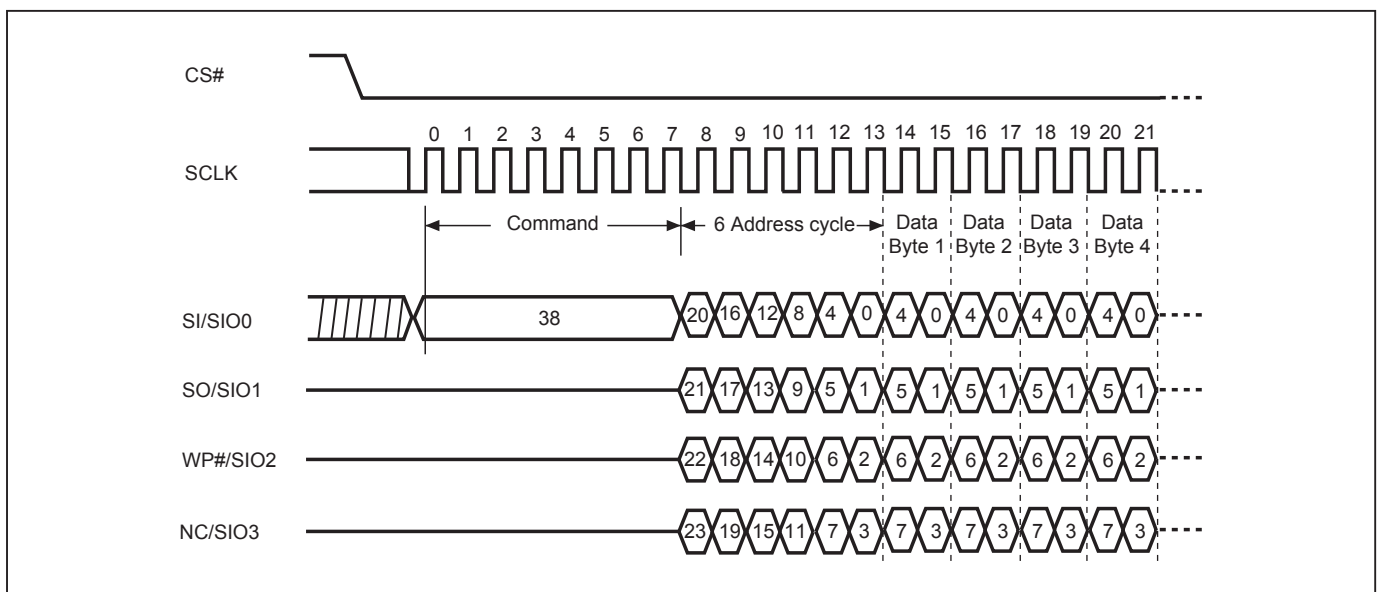 CS#
0 1 2 3 4 5 6 7 8 9 10 11 12 13 14 15 16 17 18 19 20 21
SCLK
Command 6 Address cycle Data Byte 1 Data Byte 2 Data Byte 3 Data Byte 4
SI/SIO0 38 20 16 12 8 4 0 4 0 4 0 4 0 4 0
SO/SIO1 21 17 13 9 5 1 5 1 5 1 5 1 5 1
WP#/SIO2 22 18 14 10 6 2 6 2 6 2 6 2 6 2
NC/SIO3 23 19 15 11 7 3 7 3 7 3 7 3 7 3